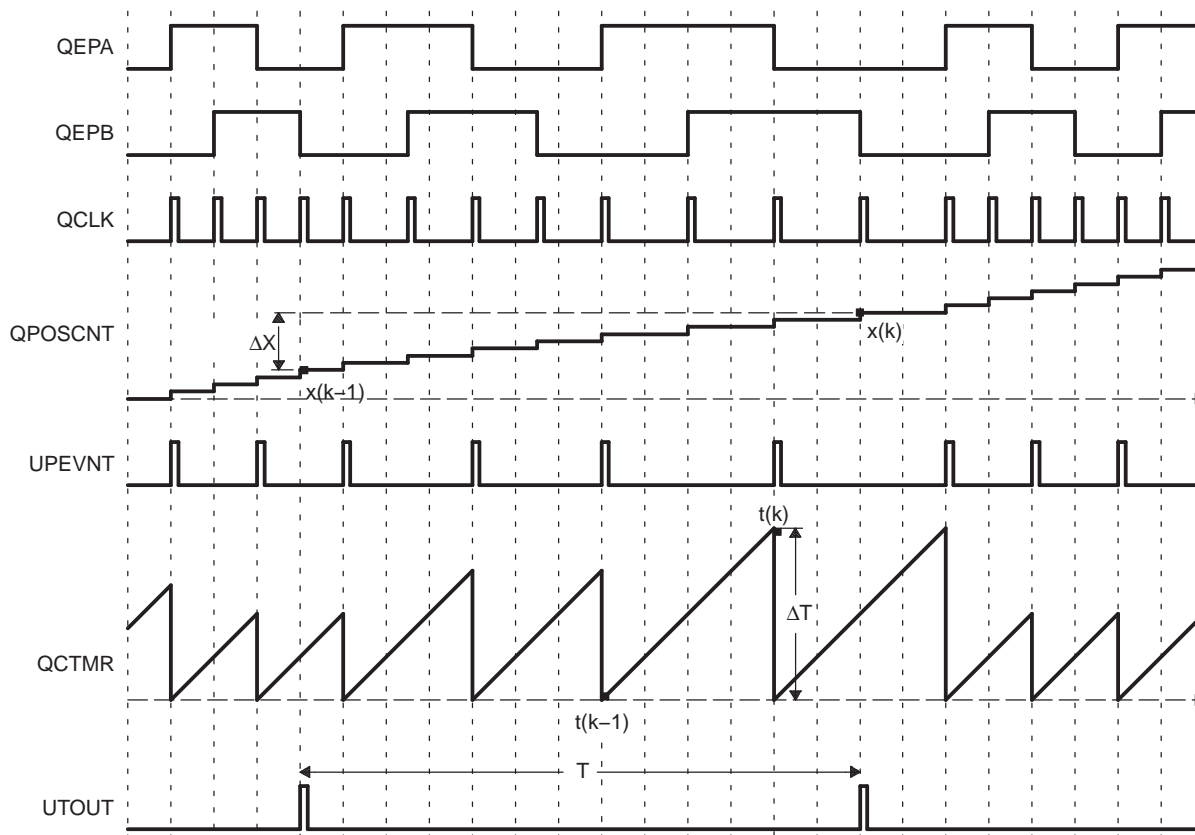 QEPA
QEPB
QCLK
QPOSCNT
ΔX
x(k)
x(k−1)
UPEVNT
t(k)
ΔT
QCTMR
t(k−1)
T
UTOUT